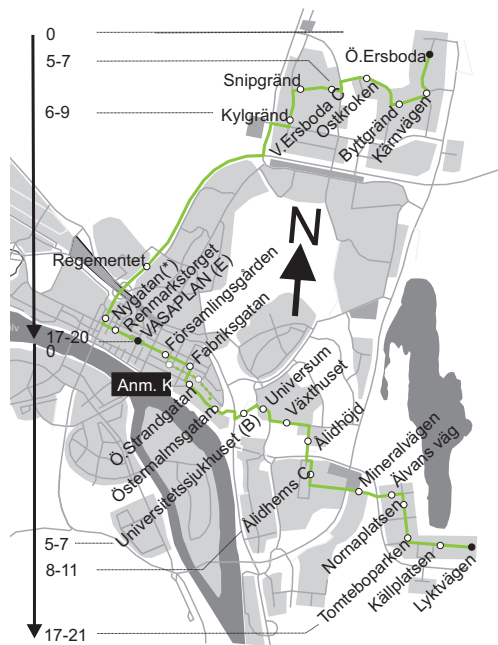 0
5-7
6-9
Ö.Ersboda
Snipgränd
Kylgränd
V.Ersboda C
Ostkroken
Byttgränd
Kärnvägen
N
Regementet
Nygatan(*)
Renmarkstorget
VASAPLAN (E)
Församlingsgården
Fabriksgatan
17-20
0
Anm. K
Ö.Strandgatan
Östermalmsgatan
Universitetssjukhuset (B)
Universum
Växthuset
Ålidhöjd
Ålidhems C
Mineralvägen
Älvans väg
Nornaplatsen
Tomteboparken
Källplatsen
Lyktvägen
5-7
8-11
17-21